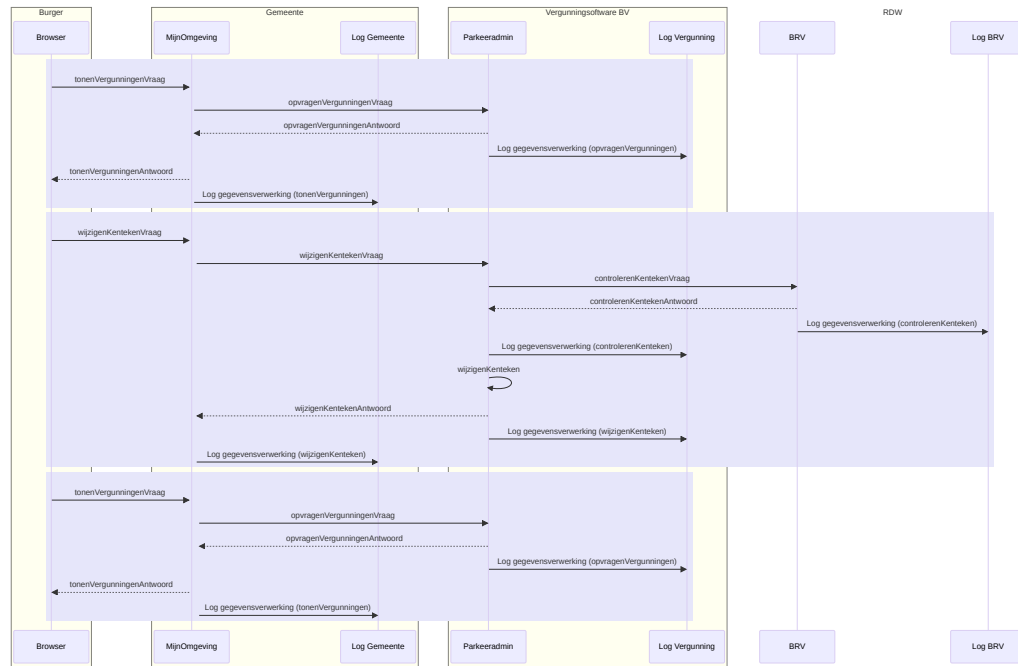 Burger
Gemeente
Vergunningsoftware BV
RDW
Browser
MijnOmgeving
Log Gemeente
Parkeeradmin
Log Vergunning
BRV
Log BRV
tonenVergunningenVraag
opvragenVergunningenVraag
opvragenVergunningenAntwoord
Log gegevensverwerking (opvragenVergunningen)
tonenVergunningenAntwoord
Log gegevensverwerking (tonenVergunningen)
wijzigenKentekenVraag
wijzigenKentekenVraag
controlerenKentekenVraag
controlerenKentekenAntwoord
Log gegevensverwerking (controlerenKenteken)
Log gegevensverwerking (controlerenKenteken)
wijzigenKenteken
wijzigenKentekenAntwoord
Log gegevensverwerking (wijzigenKenteken)
Log gegevensverwerking (wijzigenKenteken)
tonenVergunningenVraag
opvragenVergunningenVraag
opvragenVergunningenAntwoord
Log gegevensverwerking (opvragenVergunningen)
tonenVergunningenAntwoord
Log gegevensverwerking (tonenVergunningen)
Browser
MijnOmgeving
Log Gemeente
Parkeeradmin
Log Vergunning
BRV
Log BRV